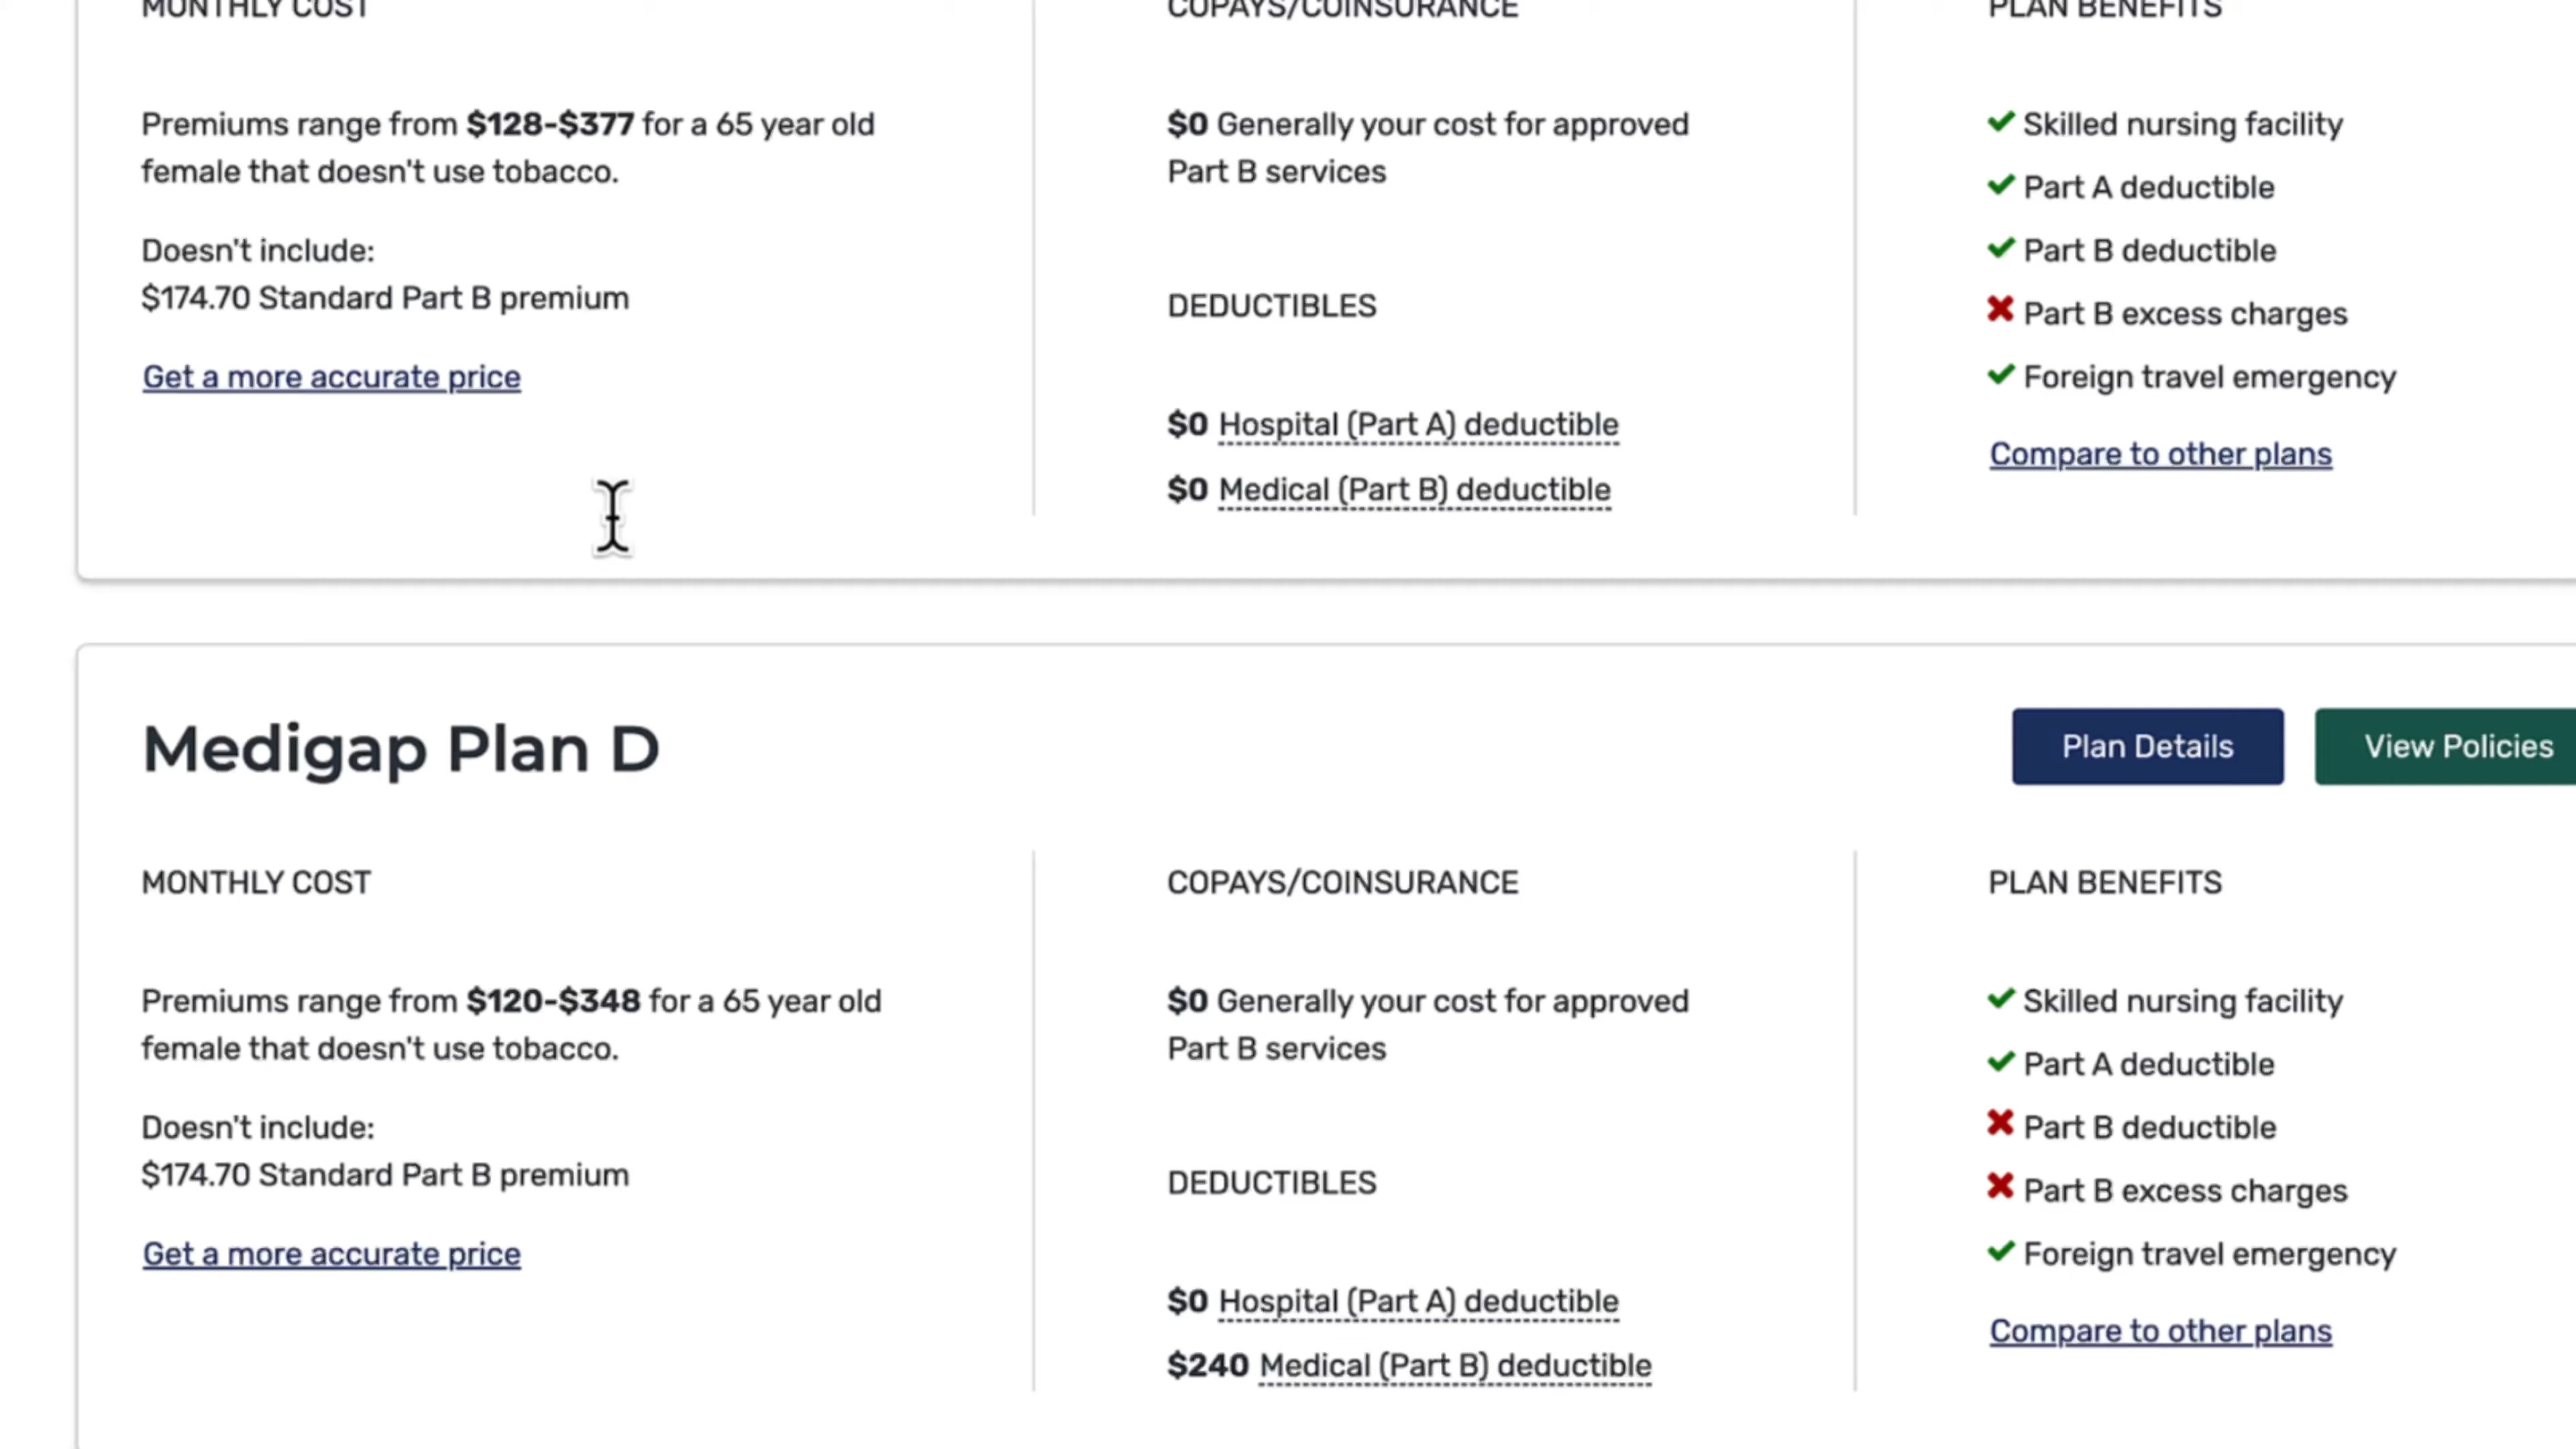 MONTHLY COST
Premiums range from $128-$377 for a 65 year old
female that doesn't use tobacco.
Doesn't include:
$174.70 Standard Part B premium
Get a more accurate price
COPAYS/COINSURANCE
$0 Generally your cost for approved
Part B services
DEDUCTIBLES
$0 Hospital (Part A) deductible
$0 Medical (Part B) deductible
PLAN BENEFITS
Skilled nursing facility
Part A deductible
Part B deductible
Part B excess charges
Foreign travel emergency
Compare to other plans
Medigap Plan D
Plan Details
View Policies
MONTHLY COST
Premiums range from $120-$348 for a 65 year old
female that doesn't use tobacco.
Doesn't include:
$174.70 Standard Part B premium
Get a more accurate price
COPAYS/COINSURANCE
$0 Generally your cost for approved
Part B services
DEDUCTIBLES
$0 Hospital (Part A) deductible
$240 Medical (Part B) deductible
PLAN BENEFITS
Skilled nursing facility
Part A deductible
Part B deductible
Part B excess charges
Foreign travel emergency
Compare to other plans